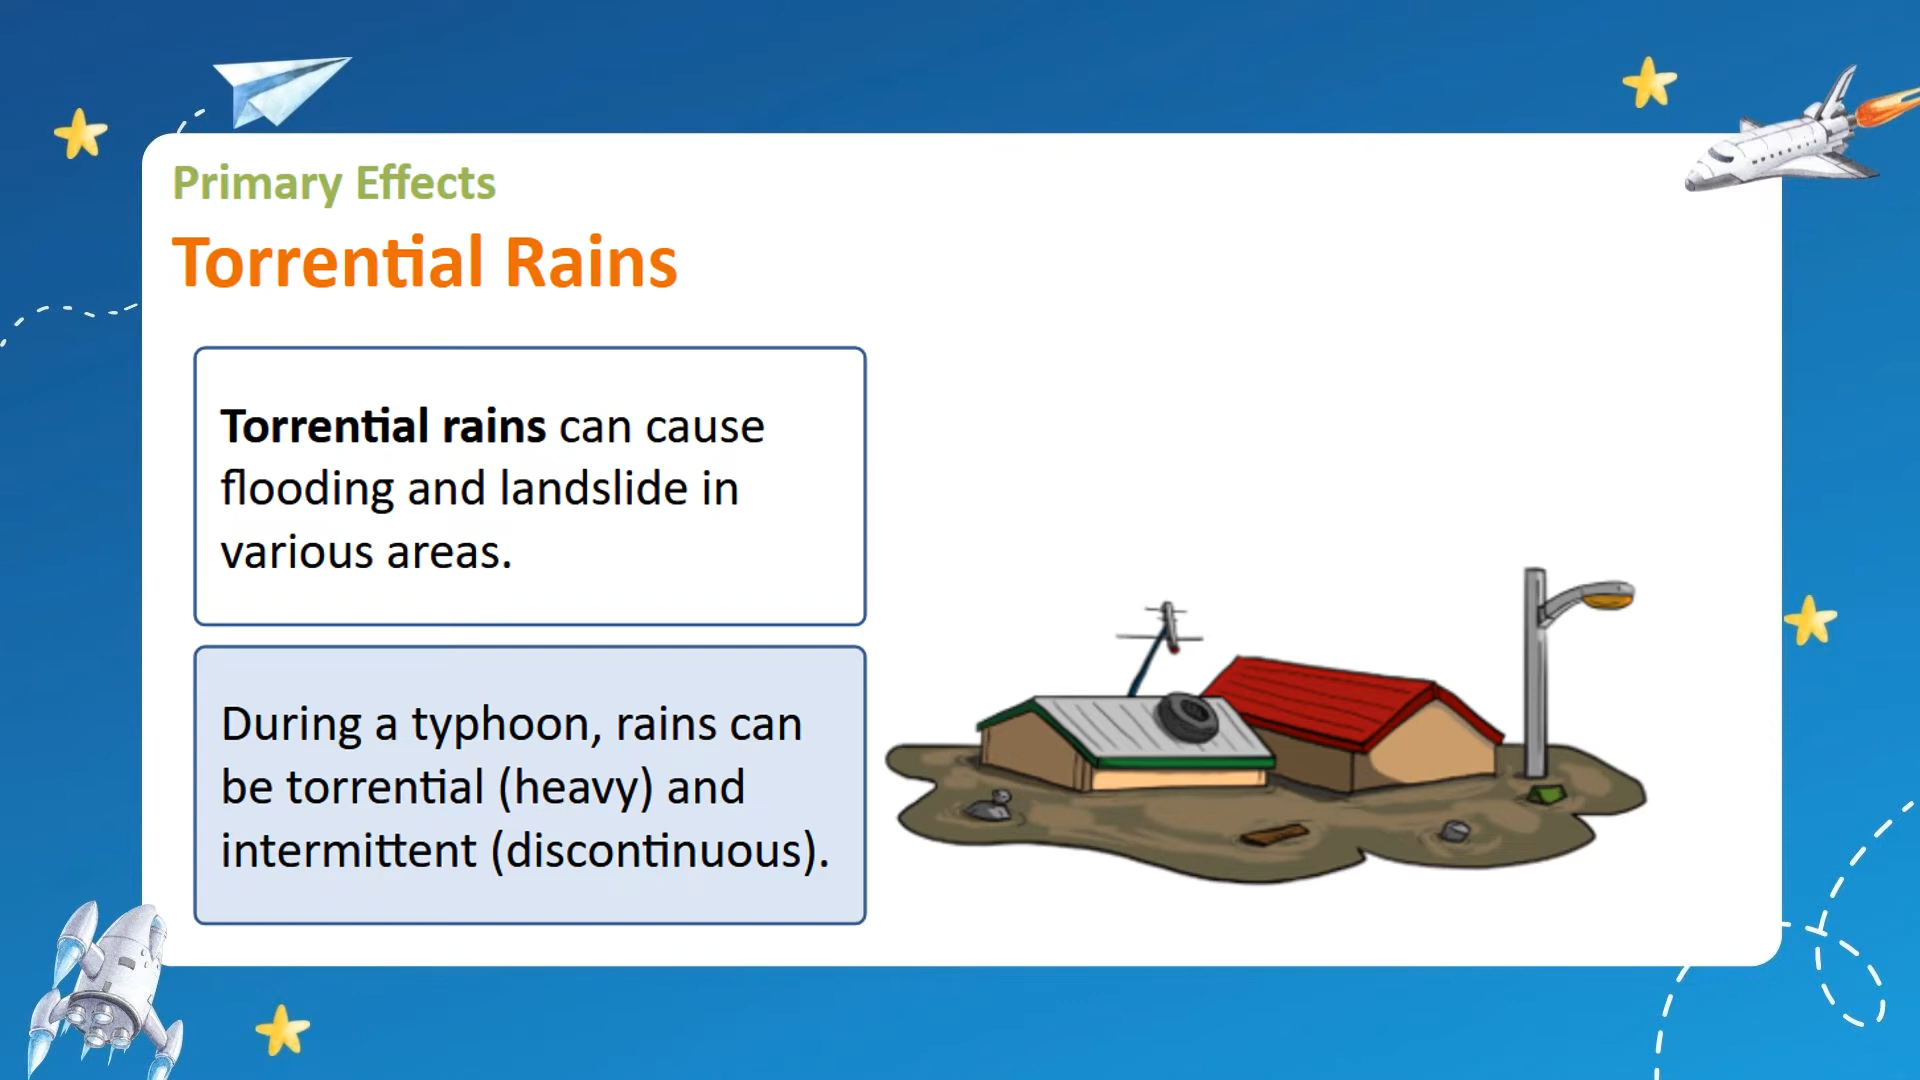 Primary Effects
Torrential Rains
Torrential rains can cause
flooding and landslide in
various areas.
During a typhoon, rains can
be torrential (heavy) and
intermittent (discontinuous).